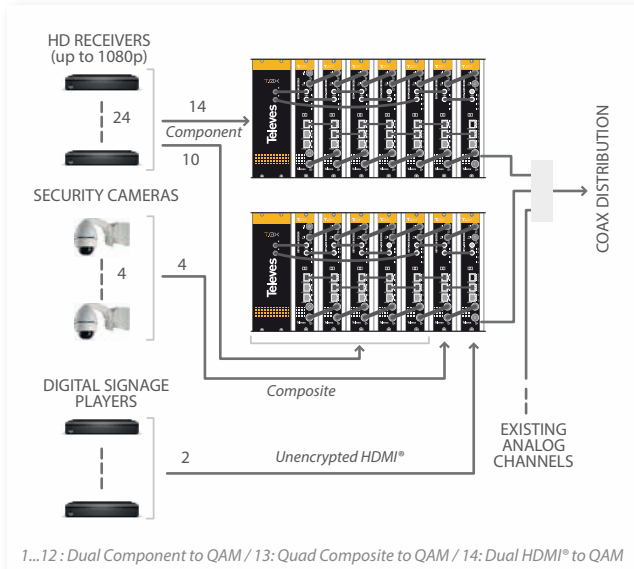 HD RECEIVERS
(up to 1080p)
24
14
Component
10
Televes
SECURITY CAMERAS
4
4
Televes
COAX DISTRIBUTION
Composite
DIGITAL SIGNAGE
PLAYERS
2
Unencrypted HDMI®
EXISTING
ANALOG
CHANNELS
1...12 : Dual Component to QAM / 13: Quad Composite to QAM / 14: Dual HDMI® to QAM